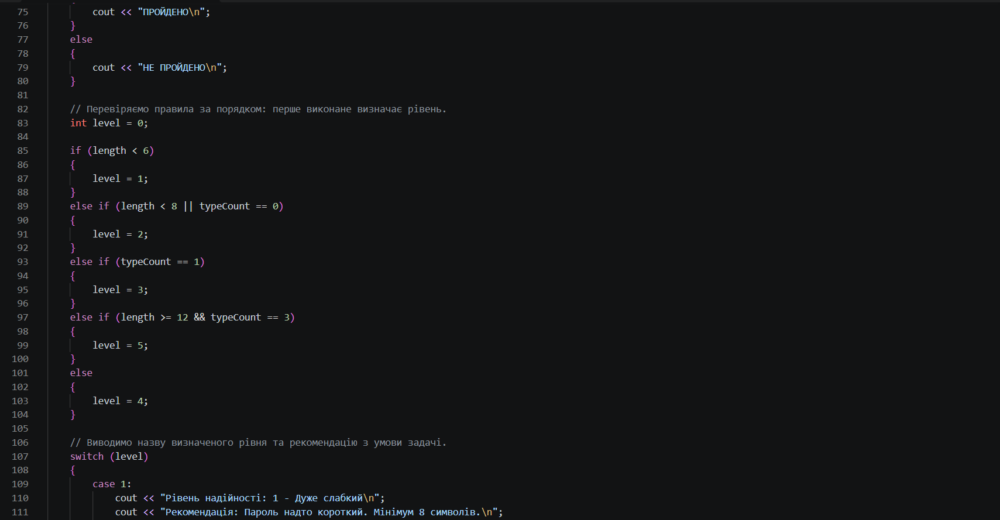 75 cout << "ПРОЙДЕНО\n";
76 }
77 else
78 {
79 cout << "НЕ ПРОЙДЕНО\n";
80 }
81
82 // Перевіряємо правила за порядком: перше виконане визначає рівень.
83 int level = 0;
84
85 if (length < 6)
86 {
87 level = 1;
88 }
89 else if (length < 8 || typeCount == 0)
90 {
91 level = 2;
92 }
93 else if (typeCount == 1)
94 {
95 level = 3;
96 }
97 else if (length >= 12 && typeCount == 3)
98 {
99 level = 5;
100 }
101 else
102 {
103 level = 4;
104 }
105
106 // Виводимо назву визначеного рівня та рекомендацію з умови задачі.
107 switch (level)
108 {
109 case 1:
110 cout << "Рівень надійності: 1 - Дуже слабкий\n";
111 cout << "Рекомендація: Пароль надто короткий. Мінімум 8 символів.\n";